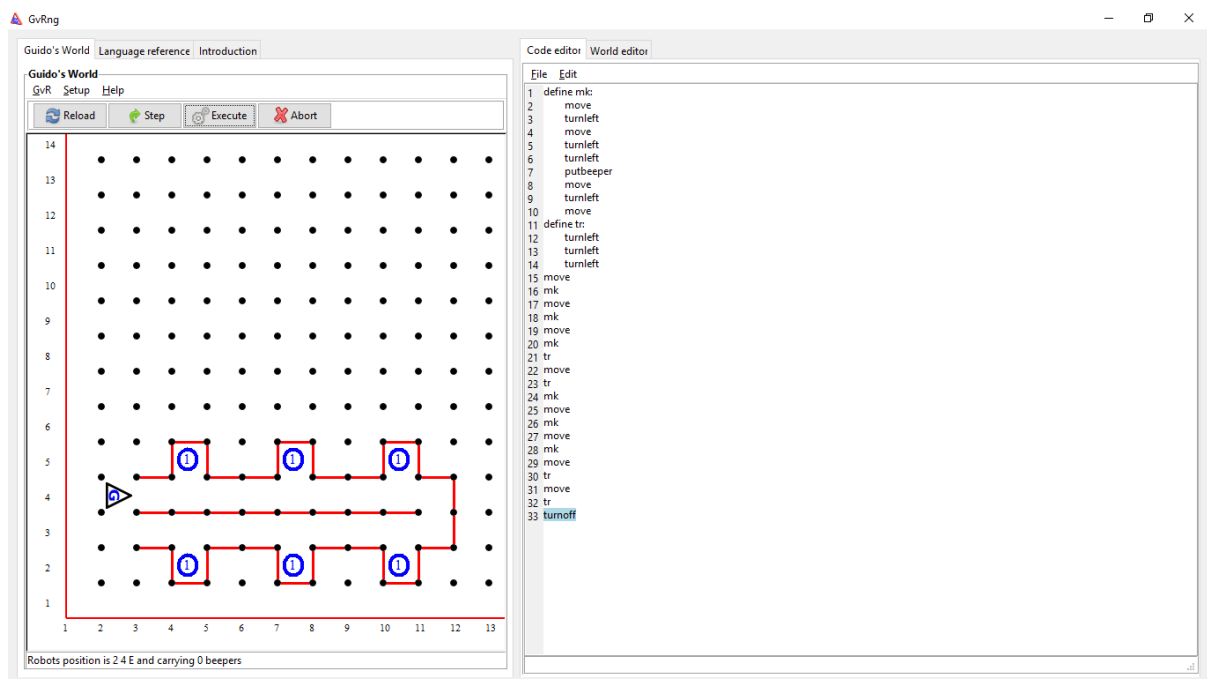 GvRng
Guido's World Language reference Introduction
Guido's World
GvR Setup Help
Reload Step Execute Abort
14
13
12
11
10
9
8
7
6
5 1 1 1
4 G
3
2 1 1 1
1
1 2 3 4 5 6 7 8 9 10 11 12 13
Robots position is 2 4 E and carrying 0 beepers
Code editor World editor
File Edit
1 define mk:
2 move
3 turnleft
4 move
5 turnleft
6 turnleft
7 putbeeper
8 move
9 turnleft
10 move
11 define tr:
12 turnleft
13 turnleft
14 turnleft
15 move
16 mk
17 move
18 mk
19 move
20 mk
21 tr
22 move
23 tr
24 mk
25 move
26 mk
27 move
28 mk
29 move
30 tr
31 move
32 tr
33 turnoff